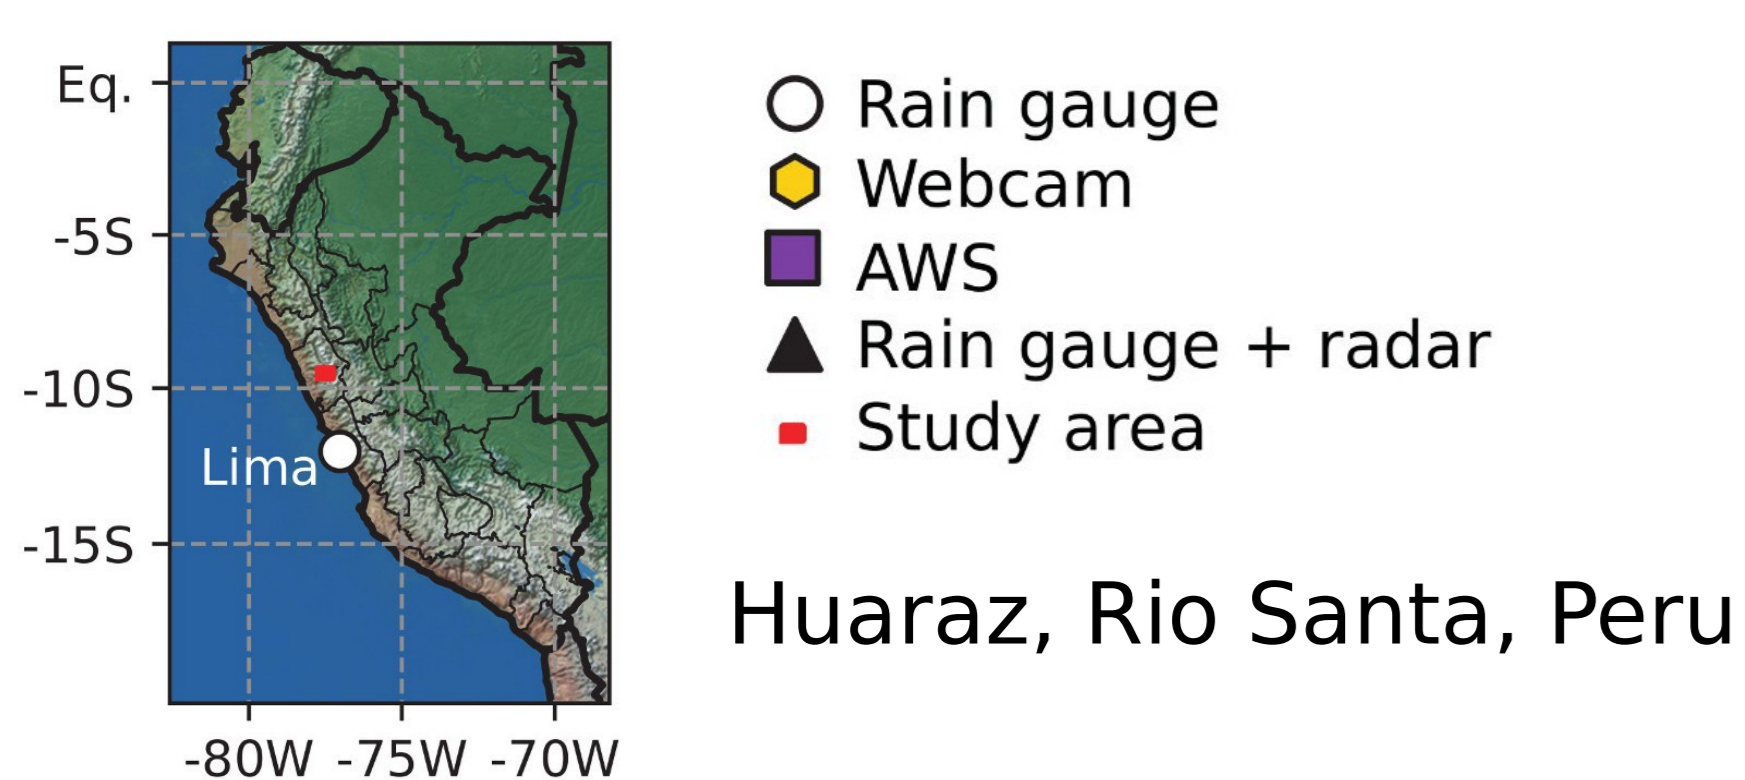 Eq.
-5S
-10S
-15S
Lima
-80W -75W -70W
Rain gauge
Webcam
AWS
Rain gauge + radar
Study area
Huaraz, Rio Santa, Peru